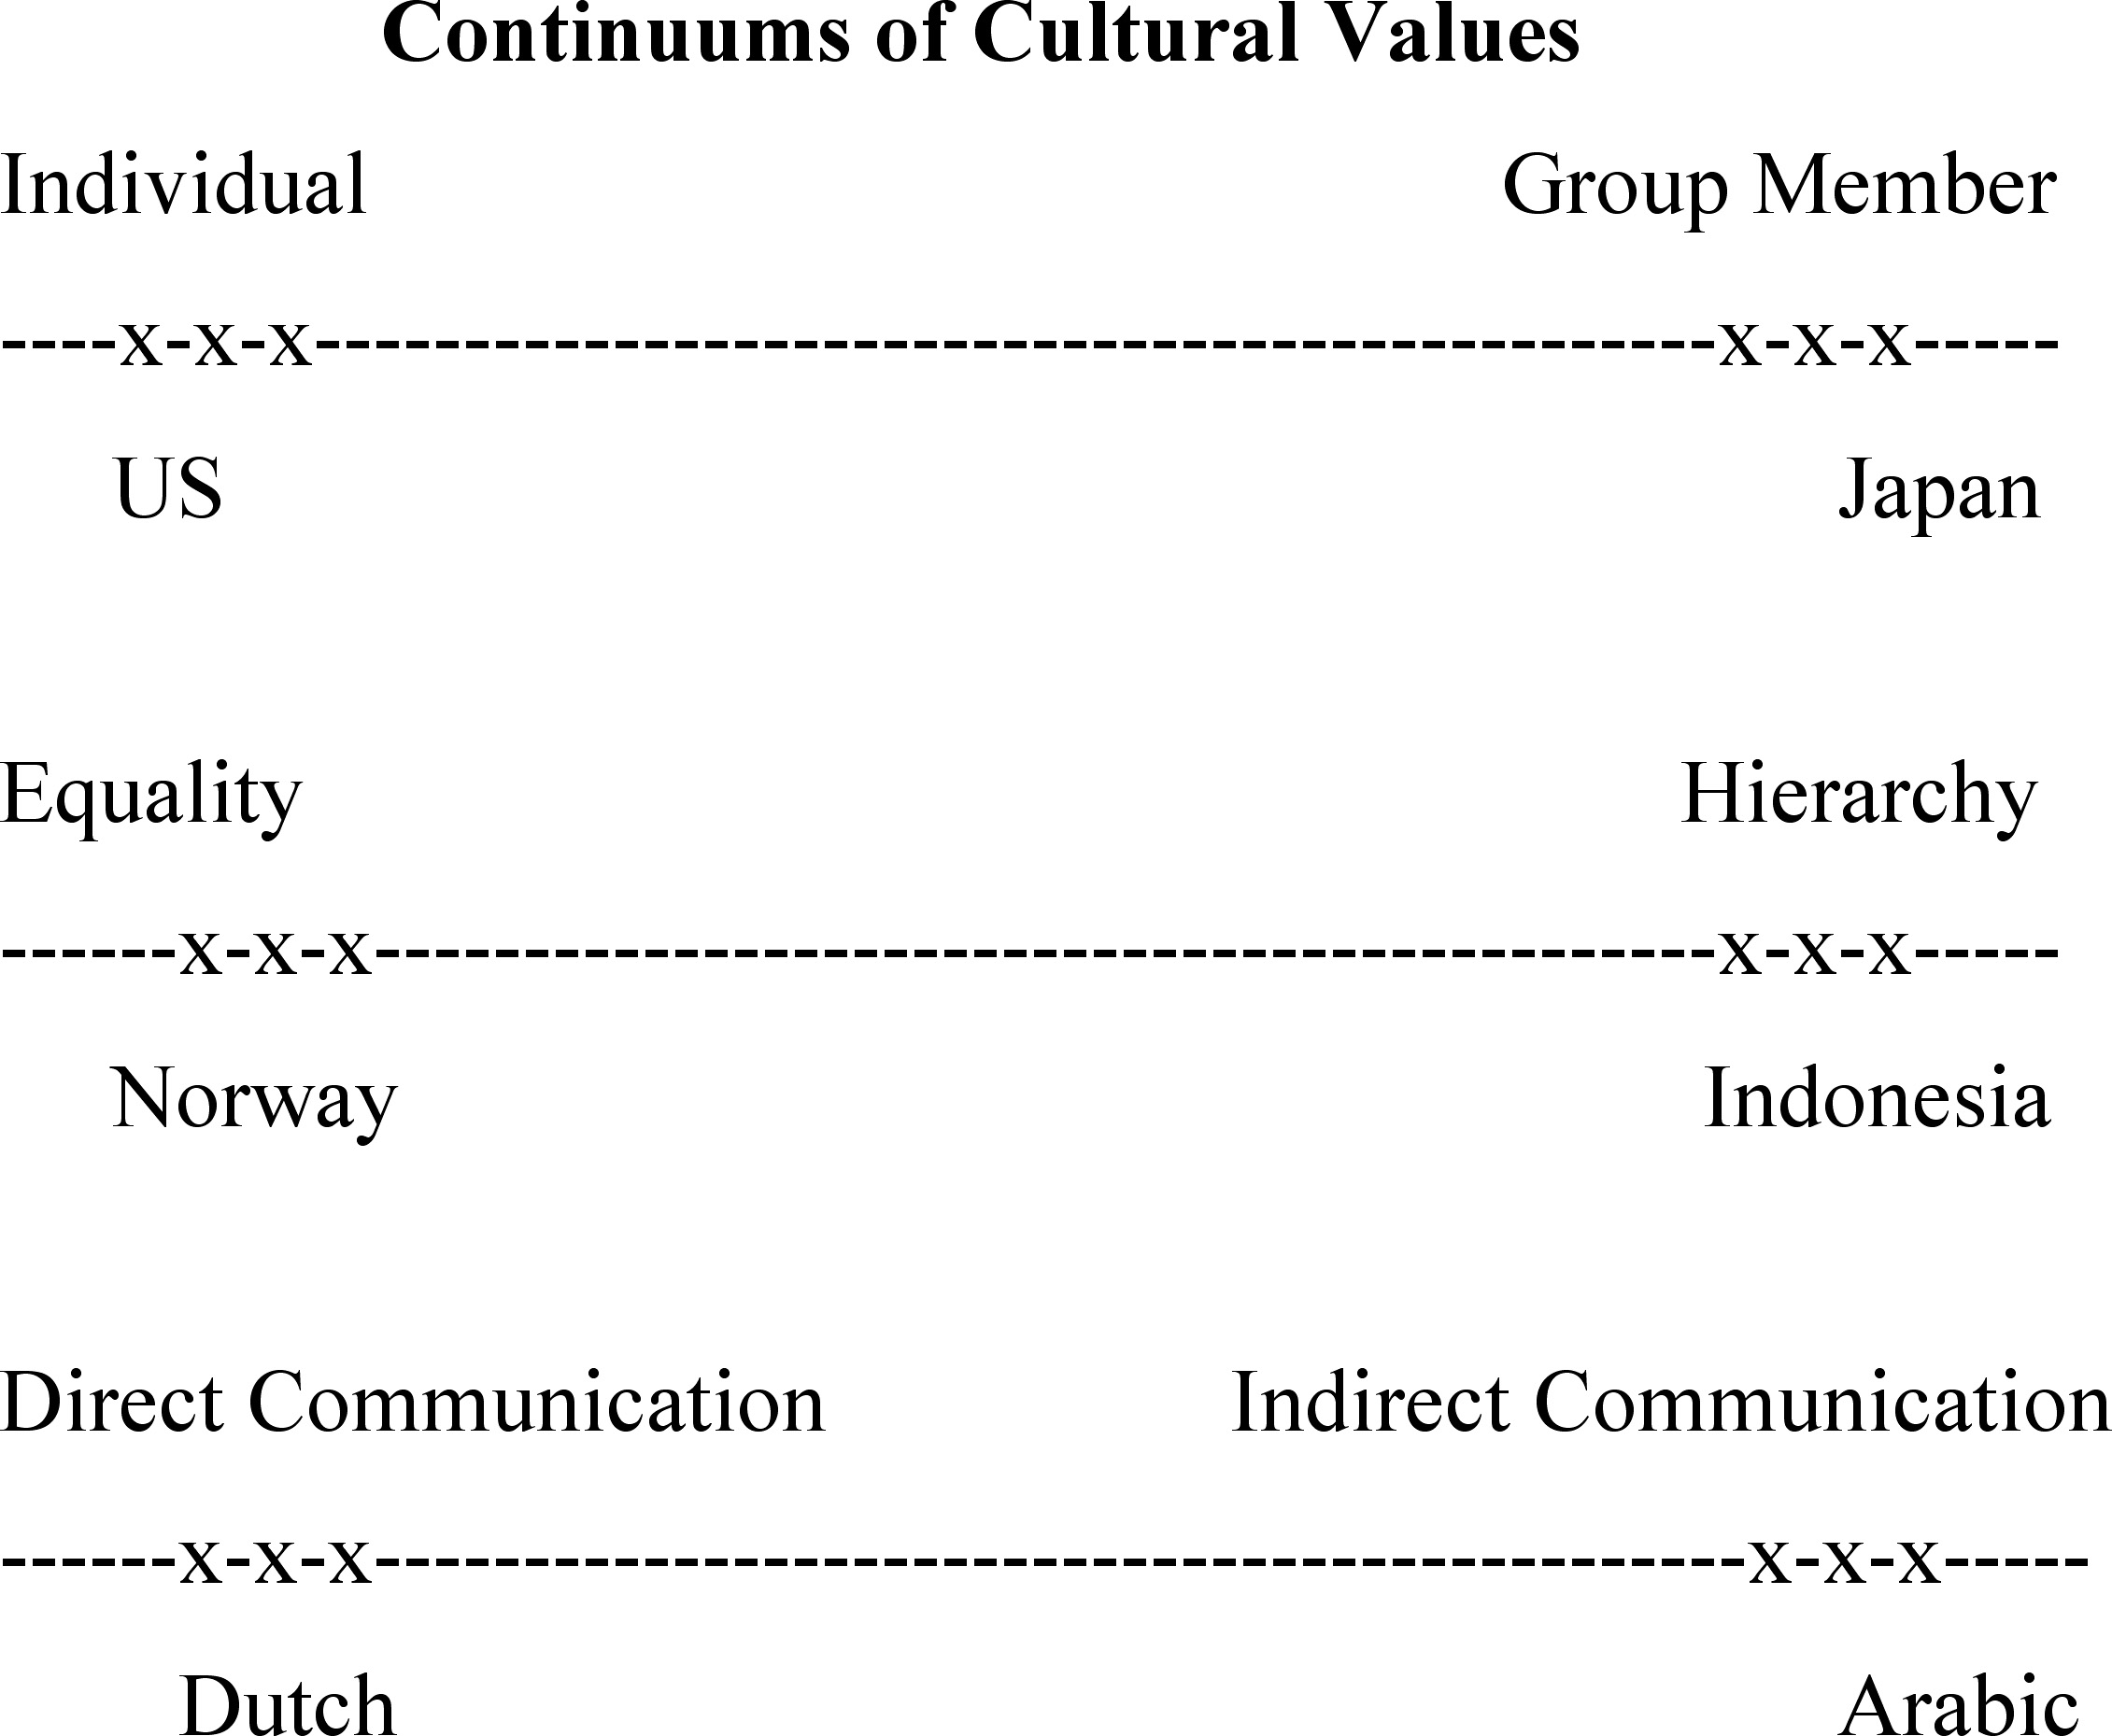 Continuums of Cultural Values
Individual Group Member
----x-x-x-----------------------------------------------x-x-x-----
US Japan
Equality Hierarchy
------x-x-x---------------------------------------------x-x-x-----
Norway Indonesia
Direct Communication Indirect Communication
------x-x-x----------------------------------------------x-x-x-----
Dutch Arabic